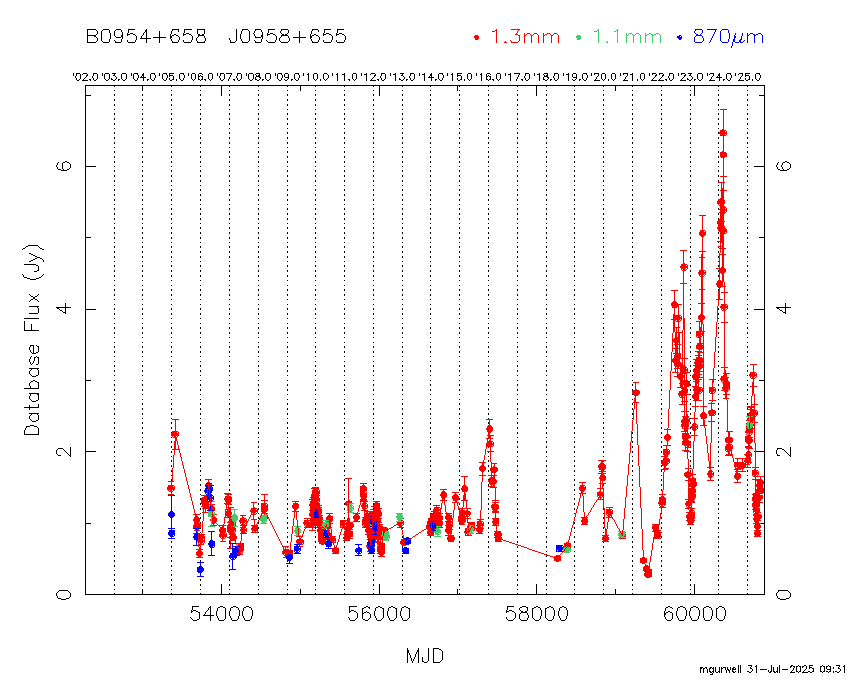 B0954+658 J0958+655 1.3mm 1.1mm 870μm
'02.0 '03.0 '04.0 '05.0 '06.0 '07.0 '08.0 '09.0 '10.0 '11.0 '12.0 '13.0 '14.0 '15.0 '16.0 '17.0 '18.0 '19.0 '20.0 '21.0 '22.0 '23.0 '24.0 '25.0
6 6
4 4
Database Flux (Jy)
2 2
0 0
54000 56000 58000 60000
MJD
mgurwell 31-Jul-2025 09:31